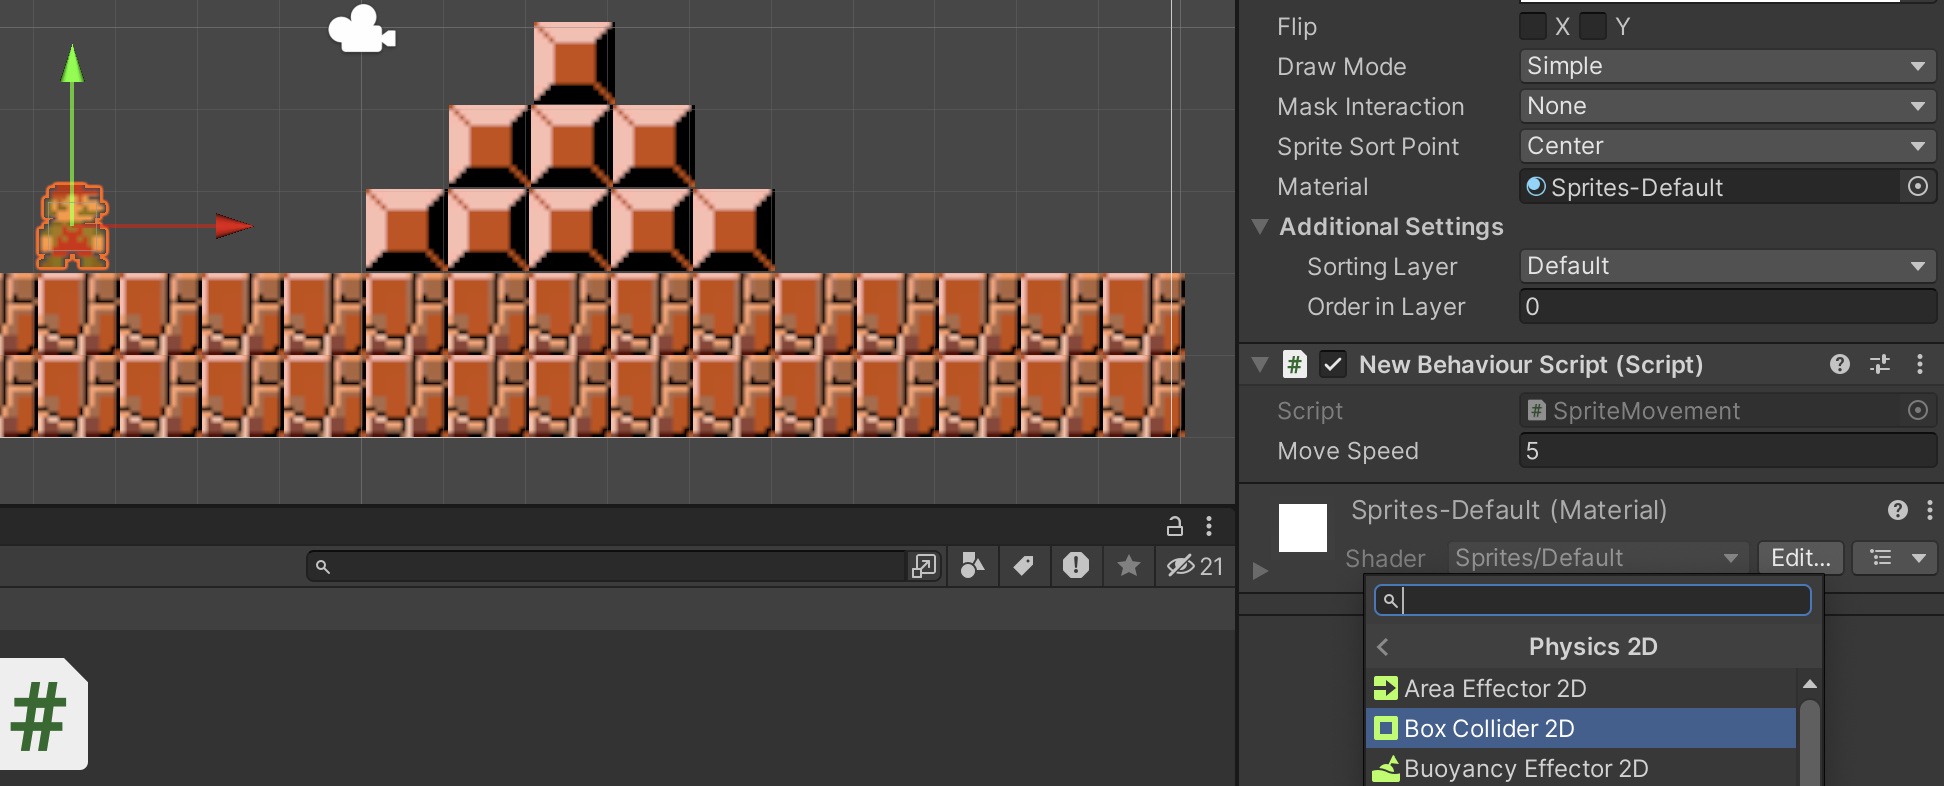 Flip X Y
Draw Mode Simple
Mask Interaction None
Sprite Sort Point Center
Material Sprites-Default
Additional Settings
Sorting Layer Default
Order in Layer 0
# New Behaviour Script (Script)
Script # SpriteMovement
Move Speed 5
Sprites-Default (Material)
Shader Sprites/Default Edit...
21
#
Physics 2D
Area Effector 2D
Box Collider 2D
Buoyancy Effector 2D